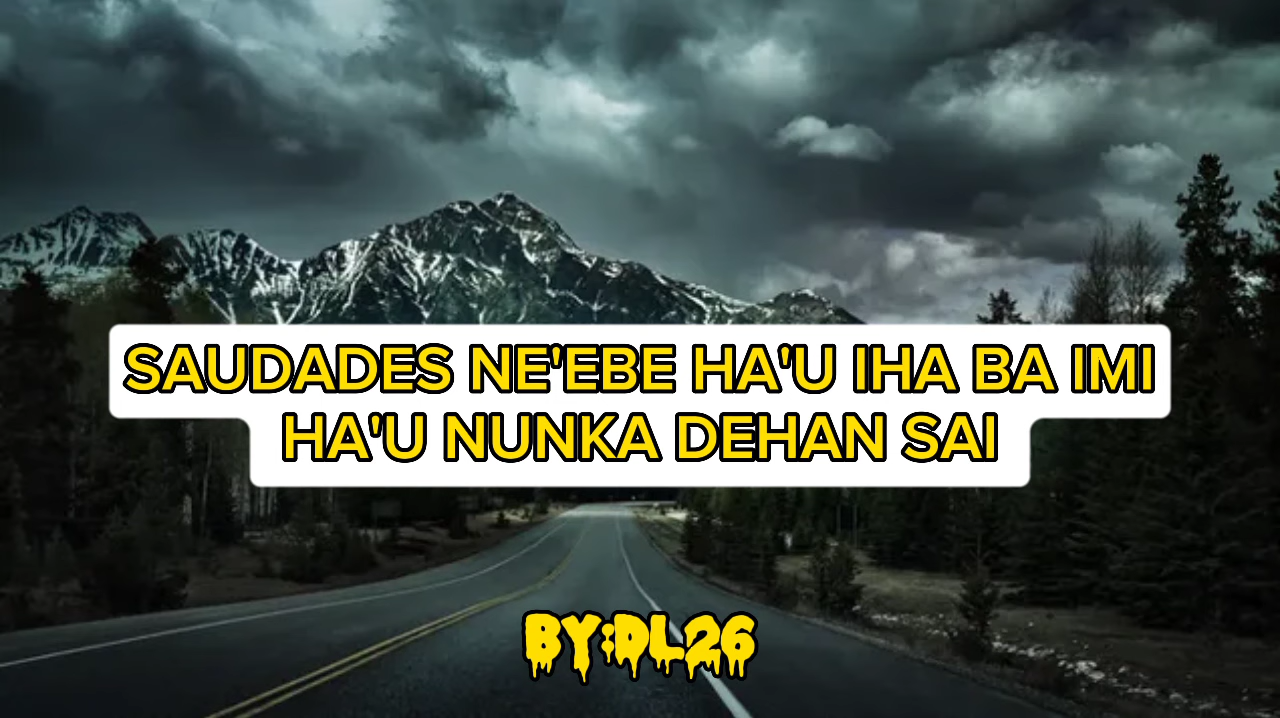 SAUDADES NE'EBE HA'U IHA BA IMI
HA'U NUNKA DEHAN SAI
BY:DL26